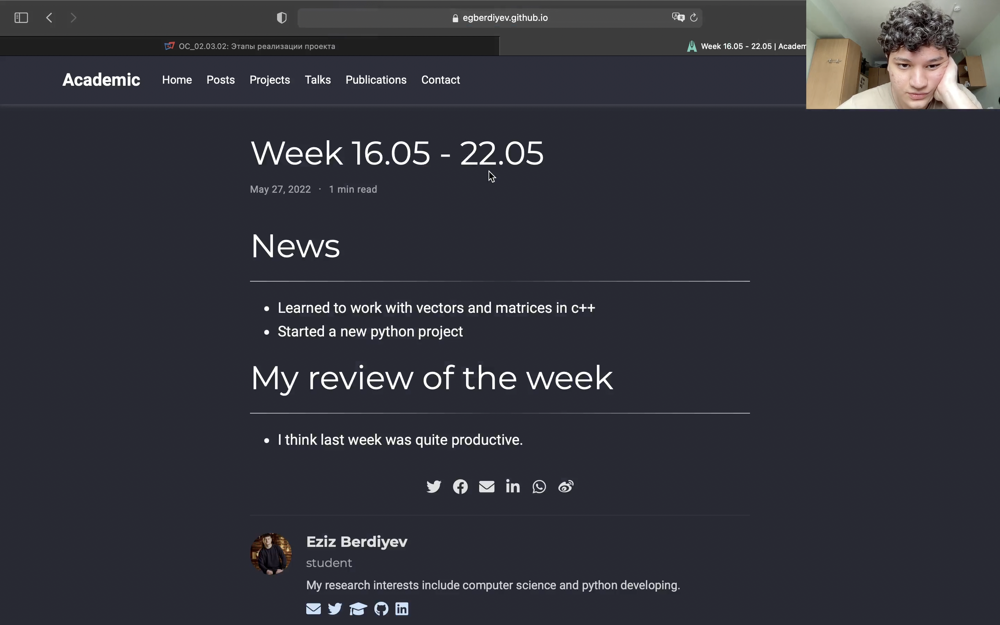 egberdiyev.github.io
ОС_02.03.02: Этапы реализации проекта
Week 16.05 - 22.05 | Academ
Academic Home Posts Projects Talks Publications Contact
Week 16.05 - 22.05
May 27, 2022 · 1 min read
News
Learned to work with vectors and matrices in c++
Started a new python project
My review of the week
I think last week was quite productive.
Eziz Berdiyev
student
My research interests include computer science and python developing.